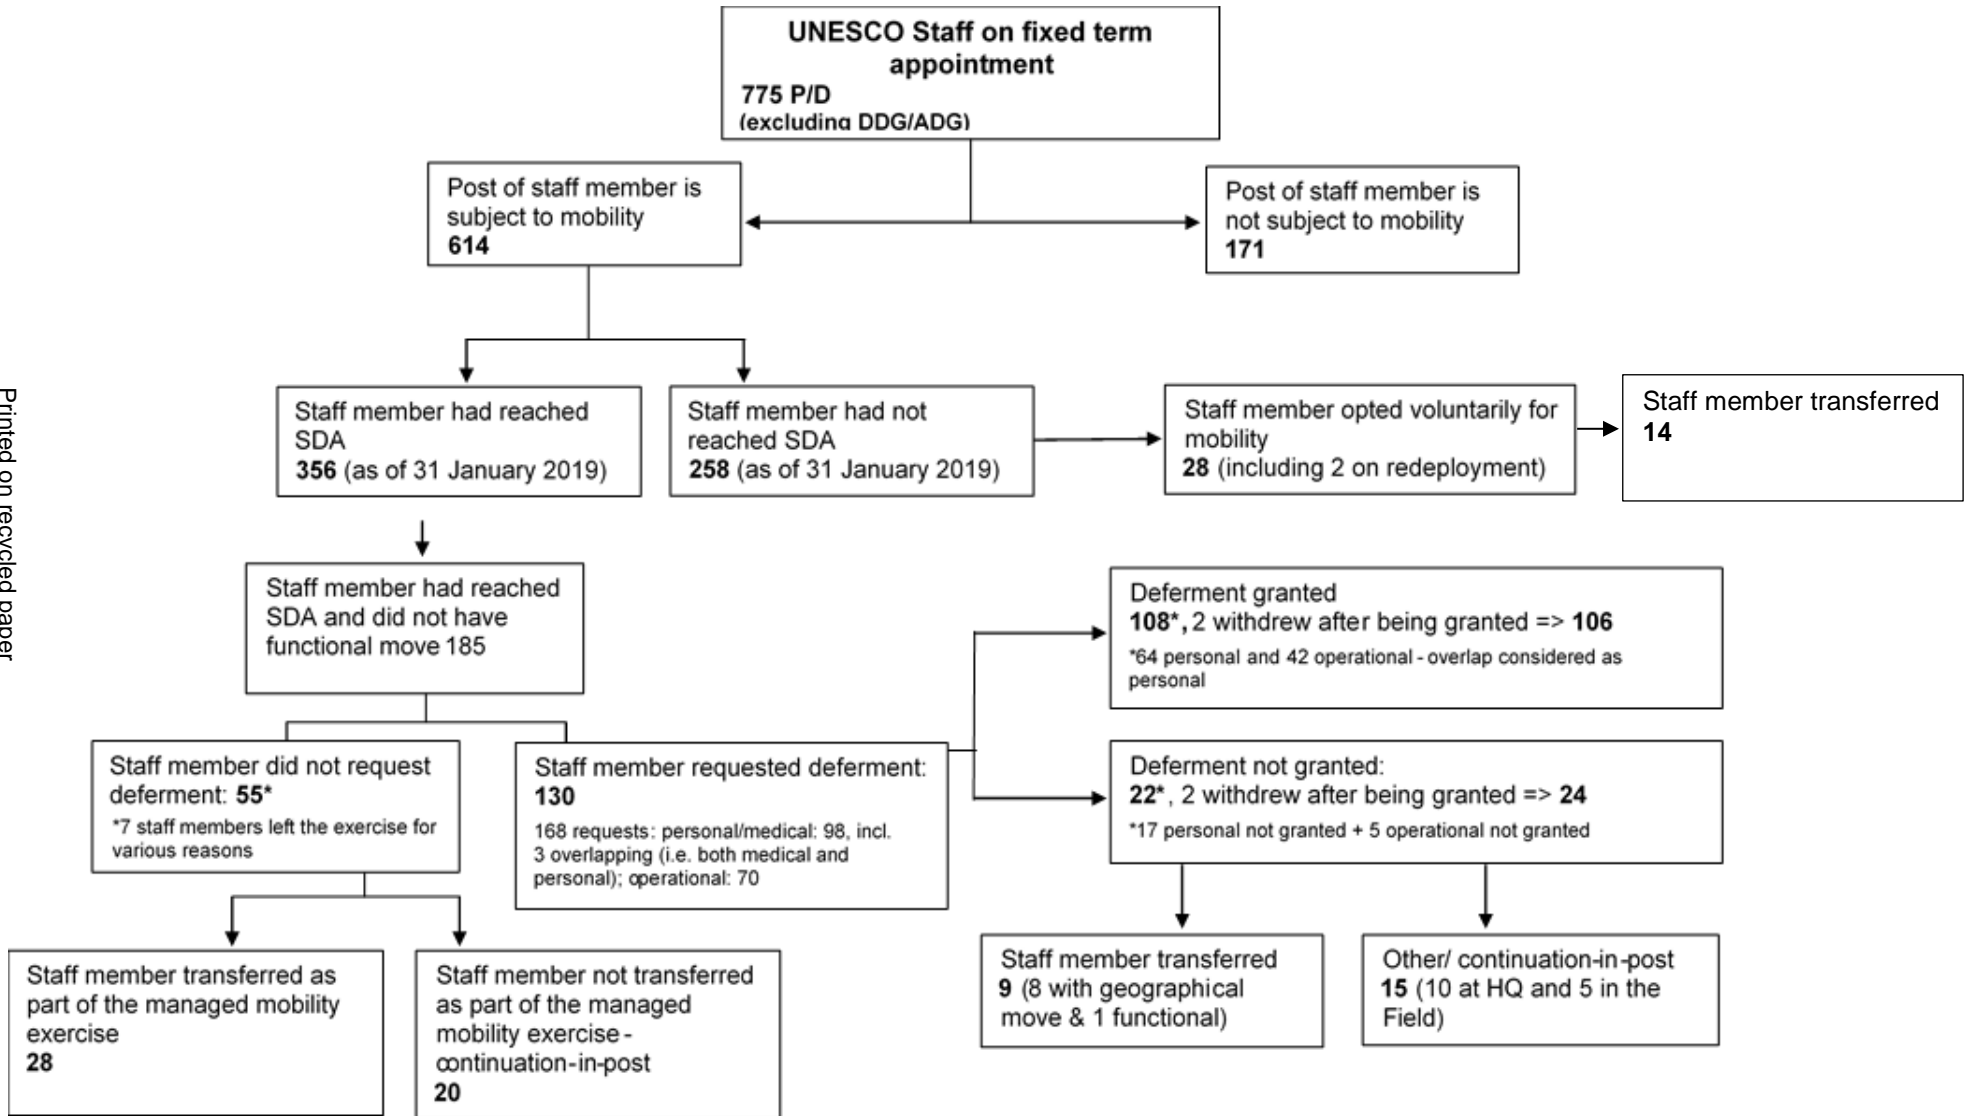 UNESCO Staff on fixed term
appointment
775 P/D
(excluding DDG/ADG)
Post of staff member is
subject to mobility
614
Post of staff member is
not subject to mobility
171
Staff member had reached
SDA
356 (as of 31 January 2019)
Staff member had not
reached SDA
258 (as of 31 January 2019)
Staff member opted voluntarily for
mobility
28 (including 2 on redeployment)
Staff member transferred
14
Printed on recycled paper
Staff member had reached
SDA and did not have
functional move 185
Deferment granted
108*, 2 withdrew after being granted => 106
*64 personal and 42 operational - overlap considered as
personal
Staff member did not request
deferment: 55*
*7 staff members left the exercise for
various reasons
Staff member requested deferment:
130
168 requests: personal/medical: 98, incl.
3 overlapping (i.e. both medical and
personal); operational: 70
Deferment not granted:
22*, 2 withdrew after being granted => 24
*17 personal not granted + 5 operational not granted
Staff member transferred as
part of the managed mobility
exercise
28
Staff member not transferred
as part of the managed
mobility exercise -
continuation-in-post
20
Staff member transferred
9 (8 with geographical
move & 1 functional)
Other/ continuation-in-post
15 (10 at HQ and 5 in the
Field)